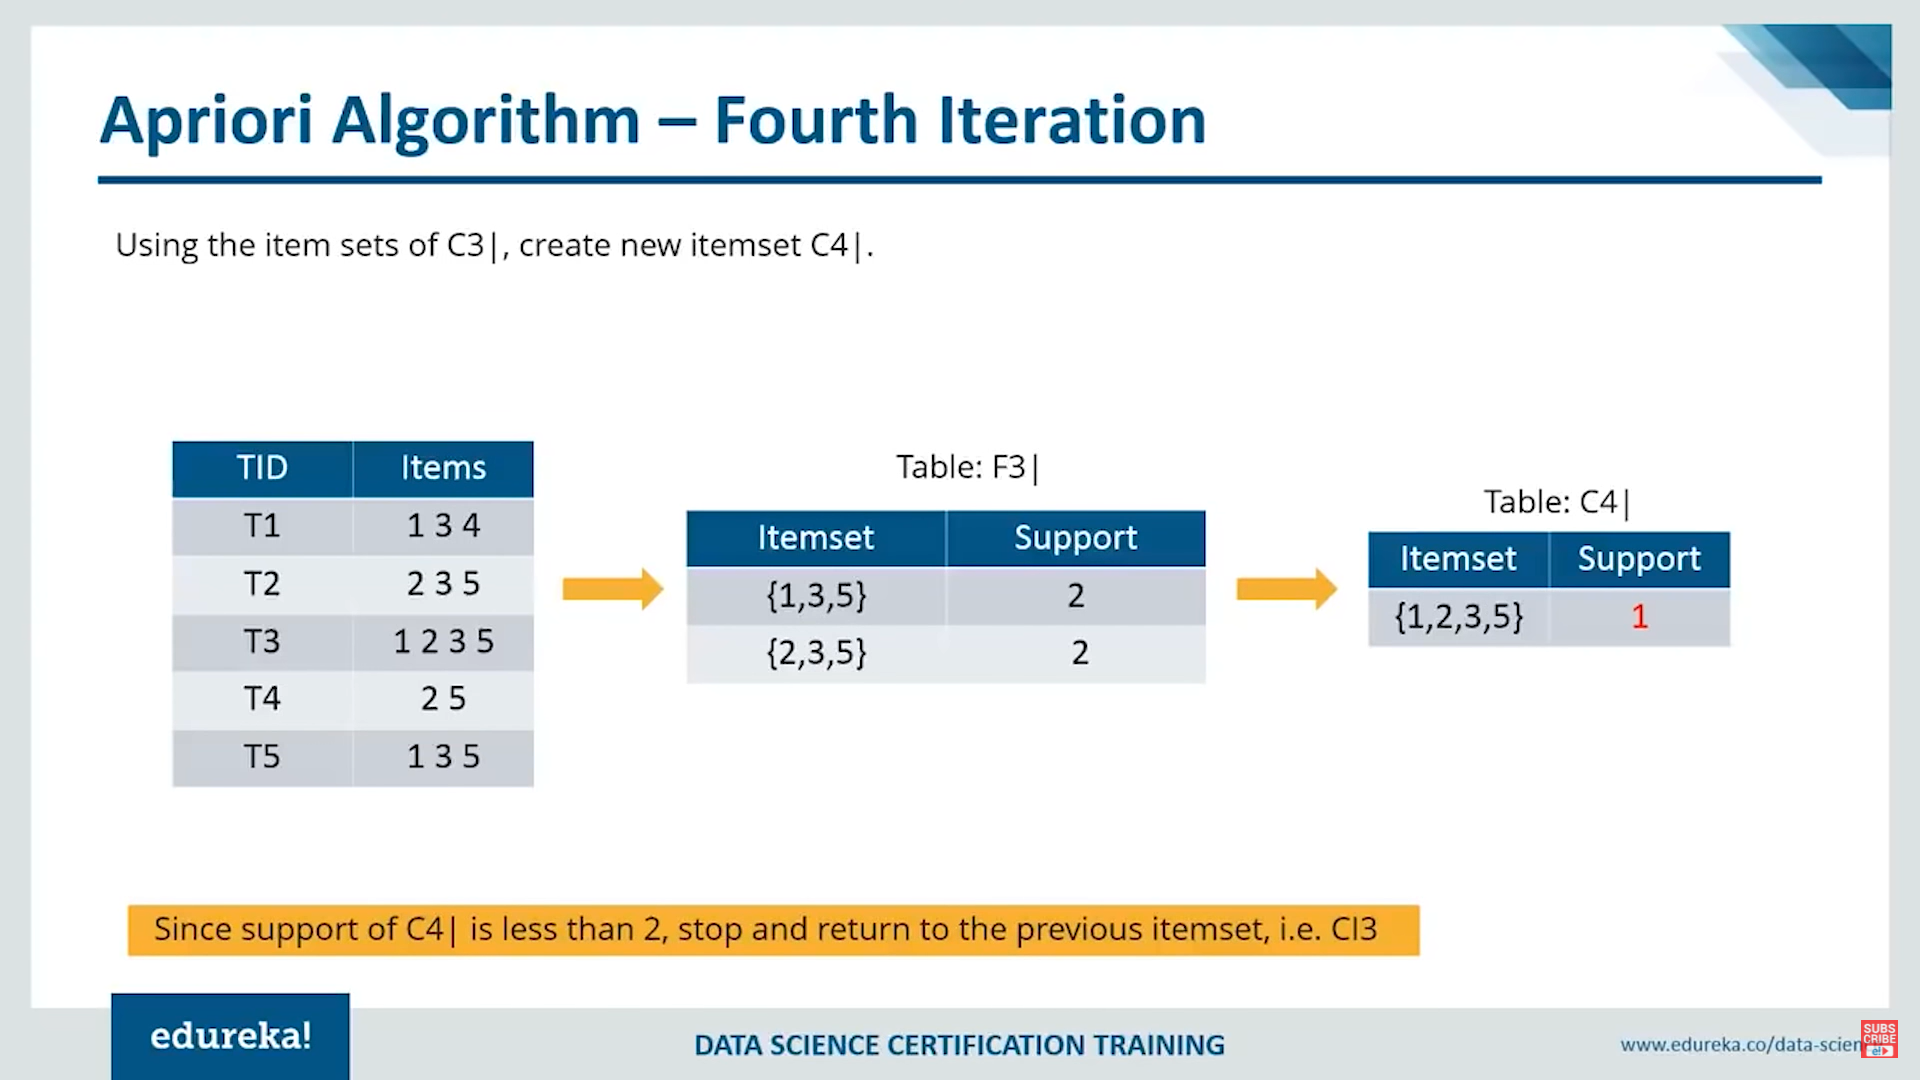 Apriori Algorithm – Fourth Iteration
Using the item sets of C3|, create new itemset C4|.
TID Items
T1 1 3 4
T2 2 3 5
T3 1 2 3 5
T4 2 5
T5 1 3 5
Table: F3|
Itemset Support
{1,3,5} 2
{2,3,5} 2
Table: C4|
Itemset Support
{1,2,3,5} 1
Since support of C4| is less than 2, stop and return to the previous itemset, i.e. CI3
edureka!
DATA SCIENCE CERTIFICATION TRAINING
www.edureka.co/data-scien
SUBS
CRIBE
e!